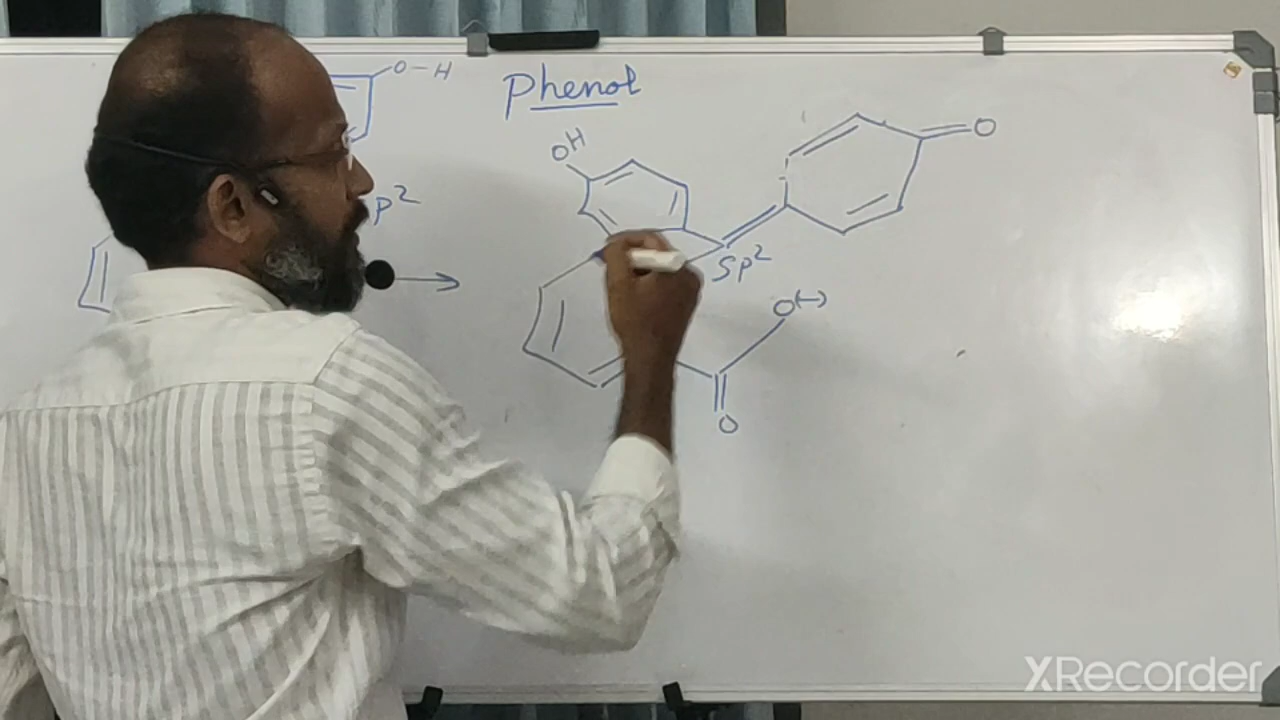 O-H
Phenol
OH
O
p²
Sp²
O(-)
O
XRecorder